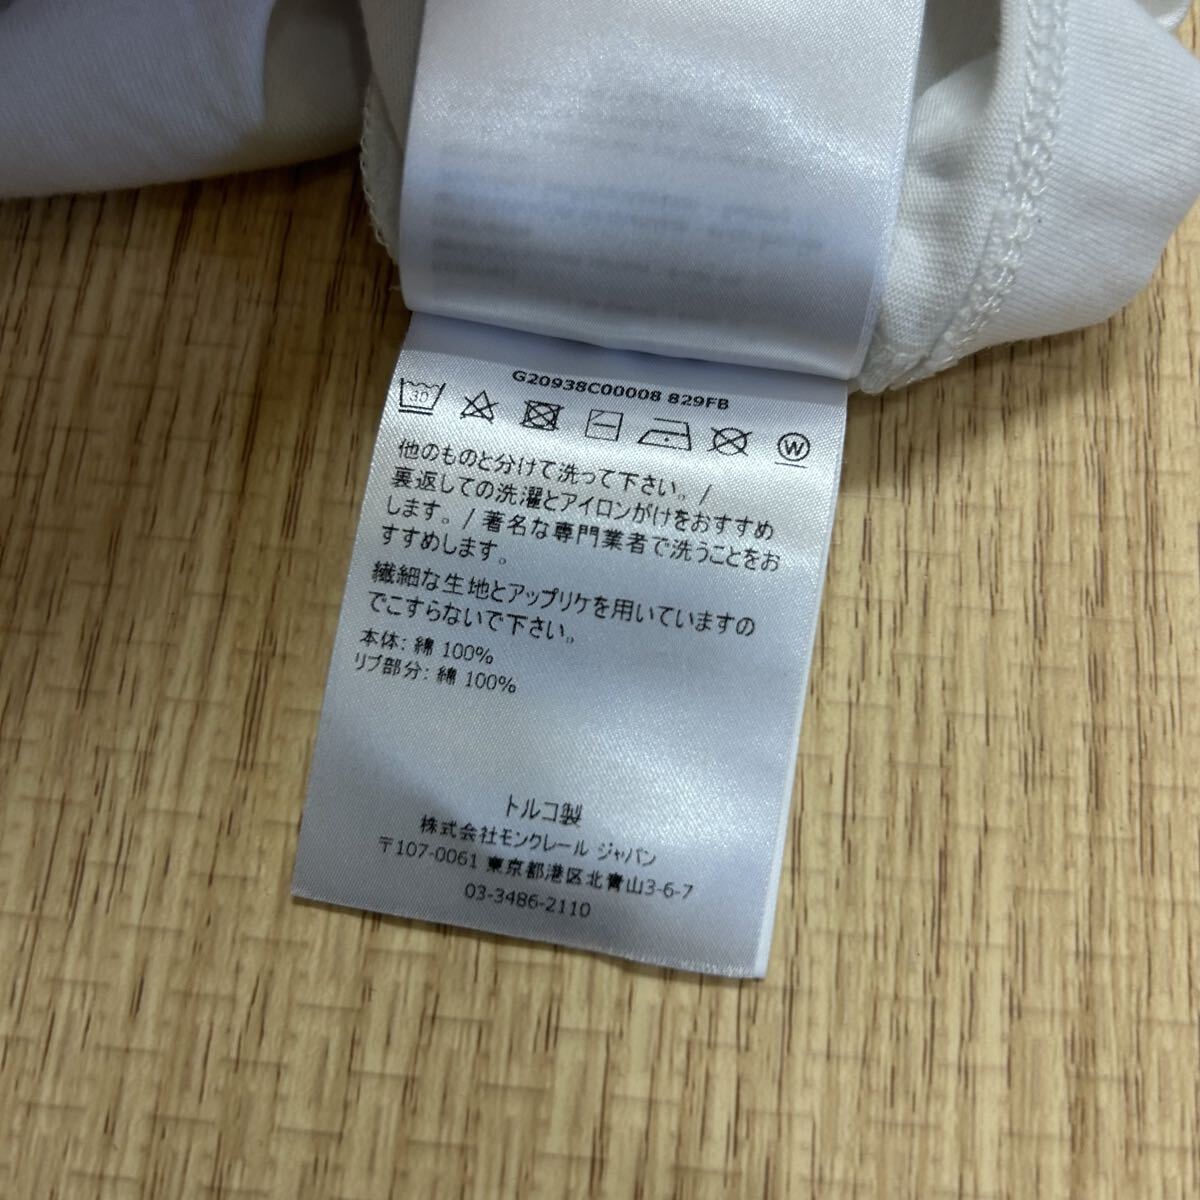 G20938C00008 829FB
30 W
他のものと分けて洗って下さい。/
裏返しての洗濯とアイロンがけをおすすめ
します。/ 著名な専門業者で洗うことをお
すすめします。
繊細な生地とアップリケを用いていますの
でこすらないで下さい。
本体: 綿 100%
リブ部分: 綿 100%
トルコ製
株式会社モンクレール ジャパン
〒107-0061 東京都港区北青山3-6-7
03-3486-2110